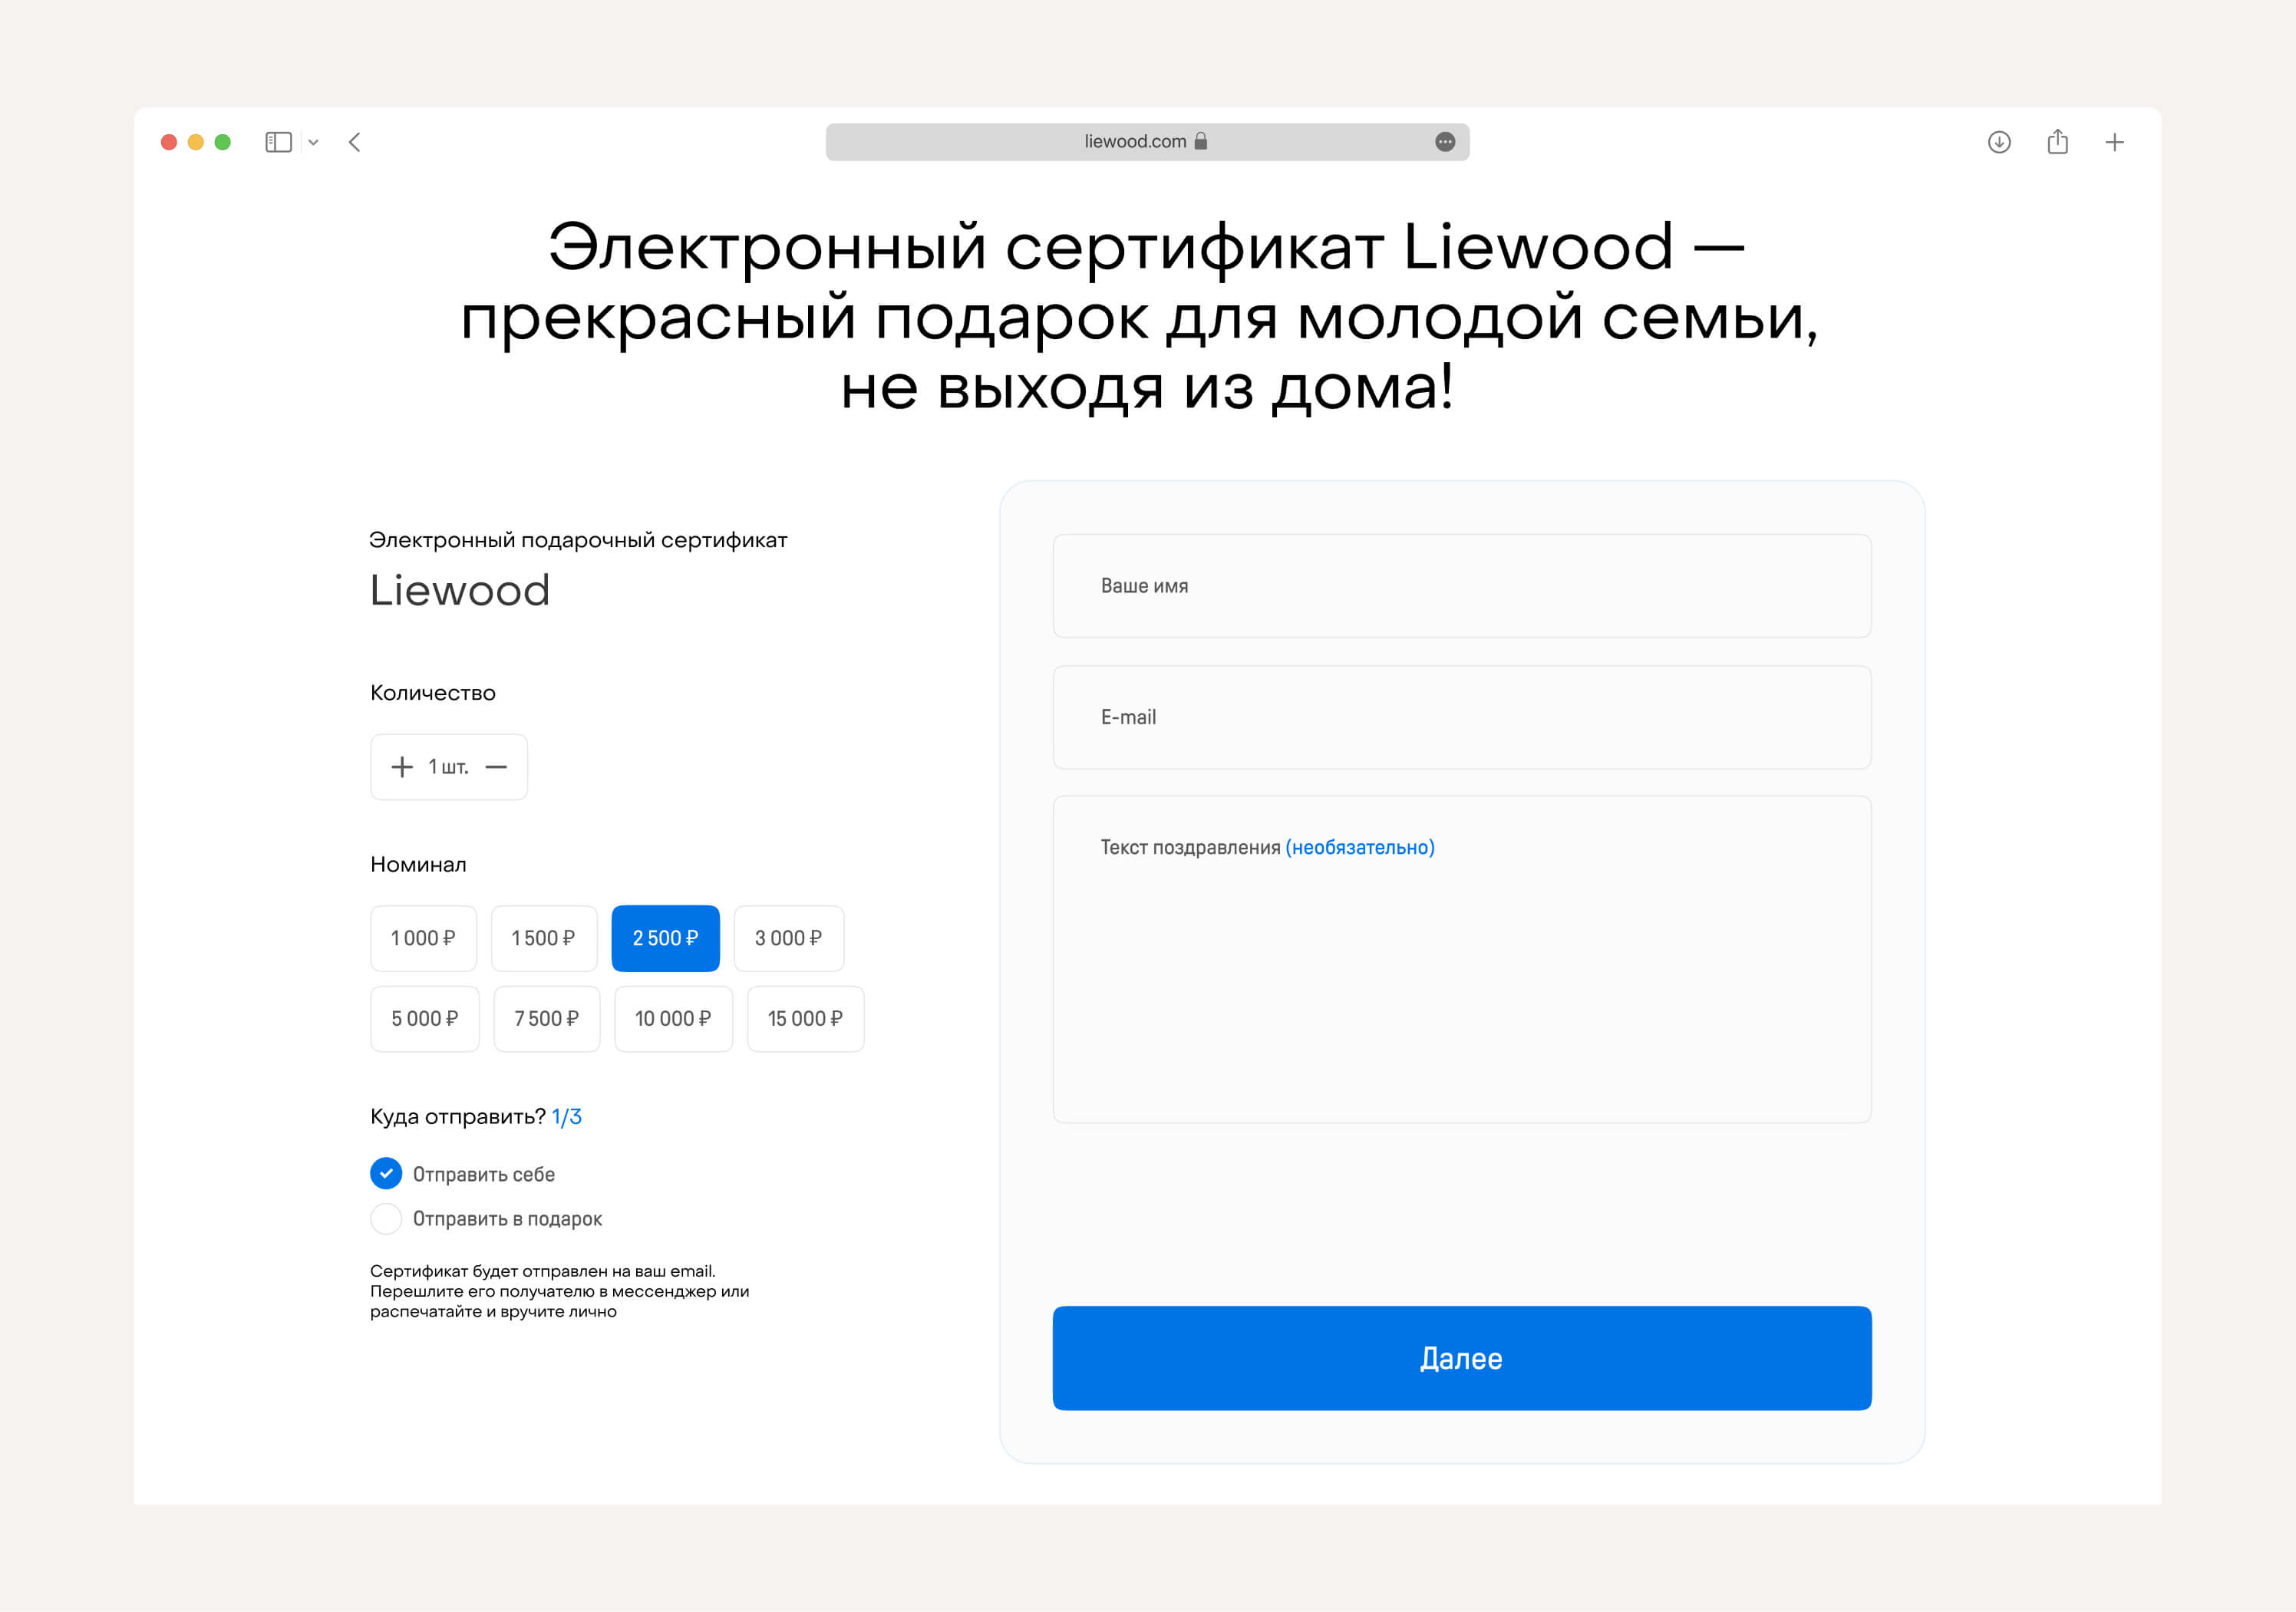 liewood.com
Электронный сертификат Liewood —
прекрасный подарок для молодой семьи,
не выходя из дома!
Электронный подарочный сертификат
Liewood
Количество
+ 1 шт. —
Номинал
1 000 ₽ 1 500 ₽ 2 500 ₽ 3 000 ₽
5 000 ₽ 7 500 ₽ 10 000 ₽ 15 000 ₽
Куда отправить? 1/3
Отправить себе
Отправить в подарок
Сертификат будет отправлен на ваш email.
Перешлите его получателю в мессенджер или
распечатайте и вручите лично
Ваше имя
E-mail
Текст поздравления (необязательно)
Далее